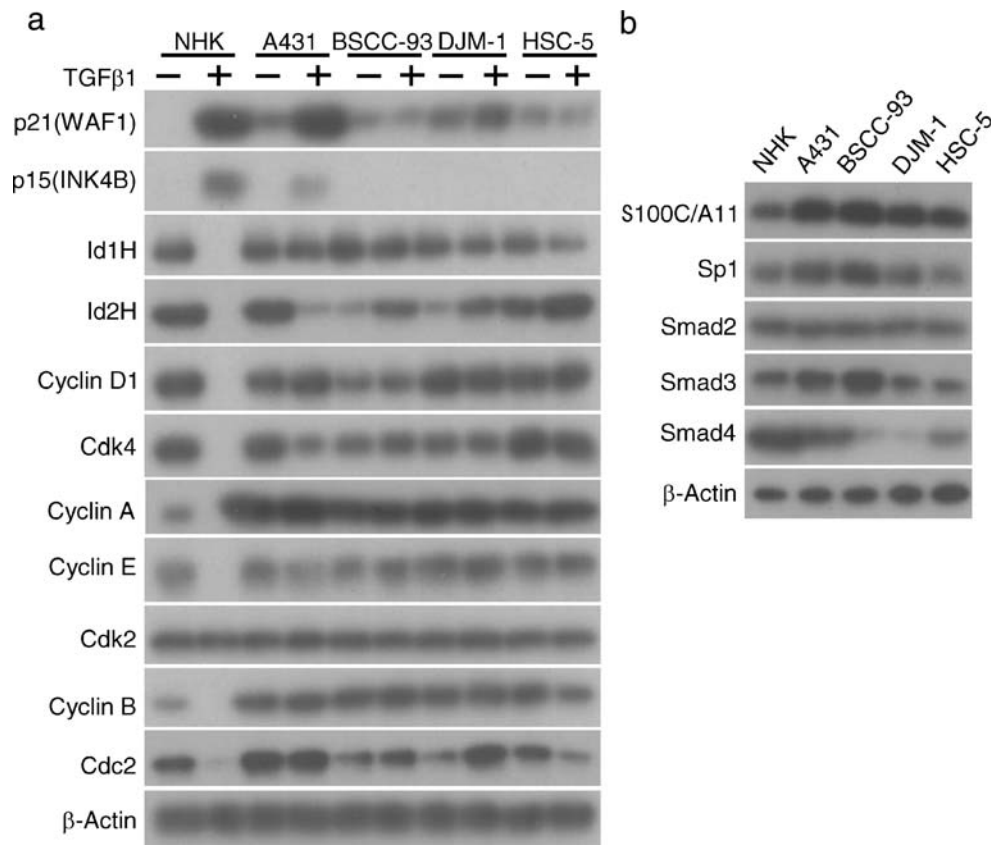 a
NHK A431 BSCC-93 DJM-1 HSC-5
TGFβ1 − + − + − + − + − +
p21(WAF1)
p15(INK4B)
Id1H
Id2H
Cyclin D1
Cdk4
Cyclin A
Cyclin E
Cdk2
Cyclin B
Cdc2
β-Actin
b
NHK A431 BSCC-93 DJM-1 HSC-5
S100C/A11
Sp1
Smad2
Smad3
Smad4
β-Actin